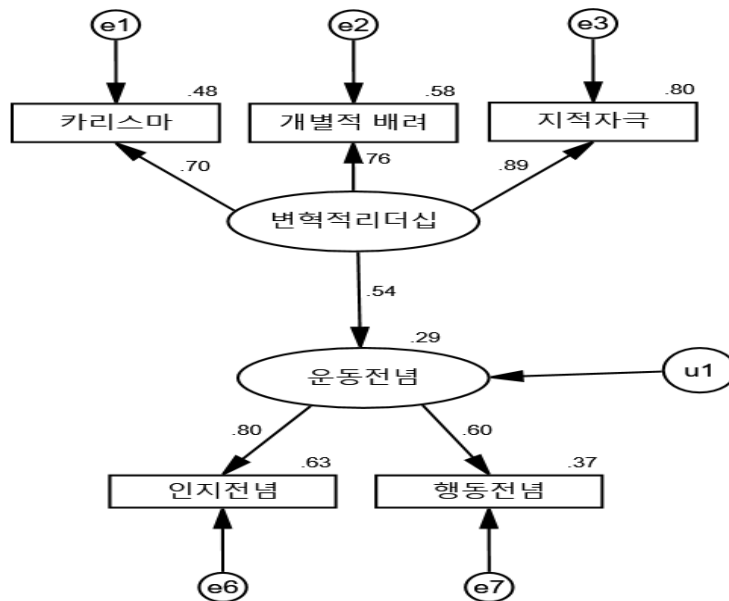 e1
e2
e3
.48
.58
.80
카리스마
개별적 배려
지적자극
.70
76
.89
변혁적리더십
.54
.29
운동전념
u1
.80
.60
.63
.37
인지전념
행동전념
e6
e7